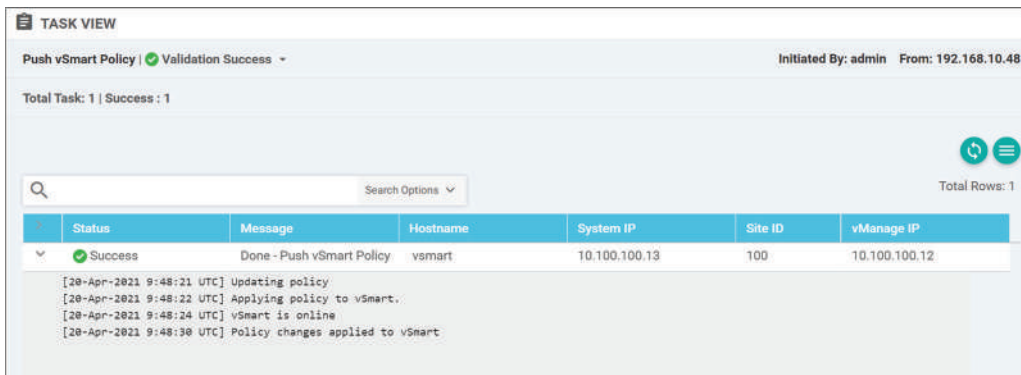 TASK VIEW
Push vSmart Policy | Validation Success
Initiated By: admin From: 192.168.10.48
Total Task: 1 | Success : 1
Search Options
Total Rows: 1
Status Message Hostname System IP Site ID vManage IP
Success Done - Push vSmart Policy vsmart 10.100.100.13 100 10.100.100.12
[20-Apr-2021 9:48:21 UTC] Updating policy
[20-Apr-2021 9:48:22 UTC] Applying policy to vSmart.
[20-Apr-2021 9:48:24 UTC] vSmart is online
[20-Apr-2021 9:48:30 UTC] Policy changes applied to vSmart